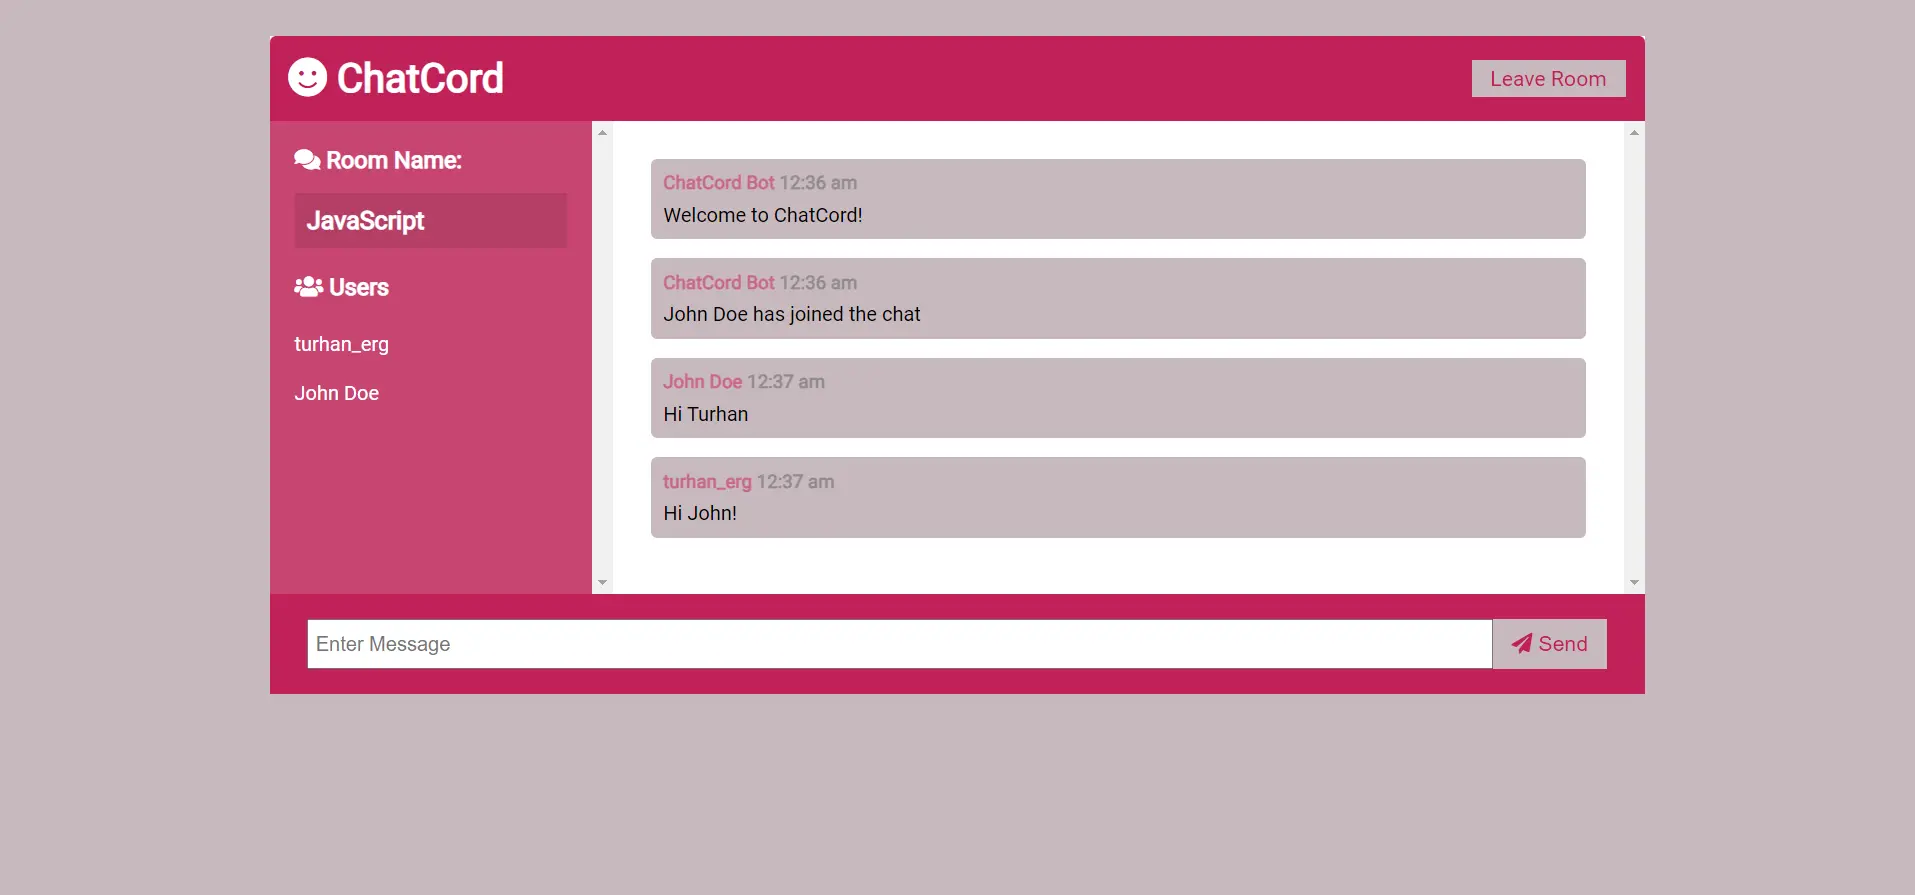 ChatCord
Leave Room
Room Name:
JavaScript
Users
turhan_erg
John Doe
ChatCord Bot 12:36 am
Welcome to ChatCord!
ChatCord Bot 12:36 am
John Doe has joined the chat
John Doe 12:37 am
Hi Turhan
turhan_erg 12:37 am
Hi John!
Enter Message
Send